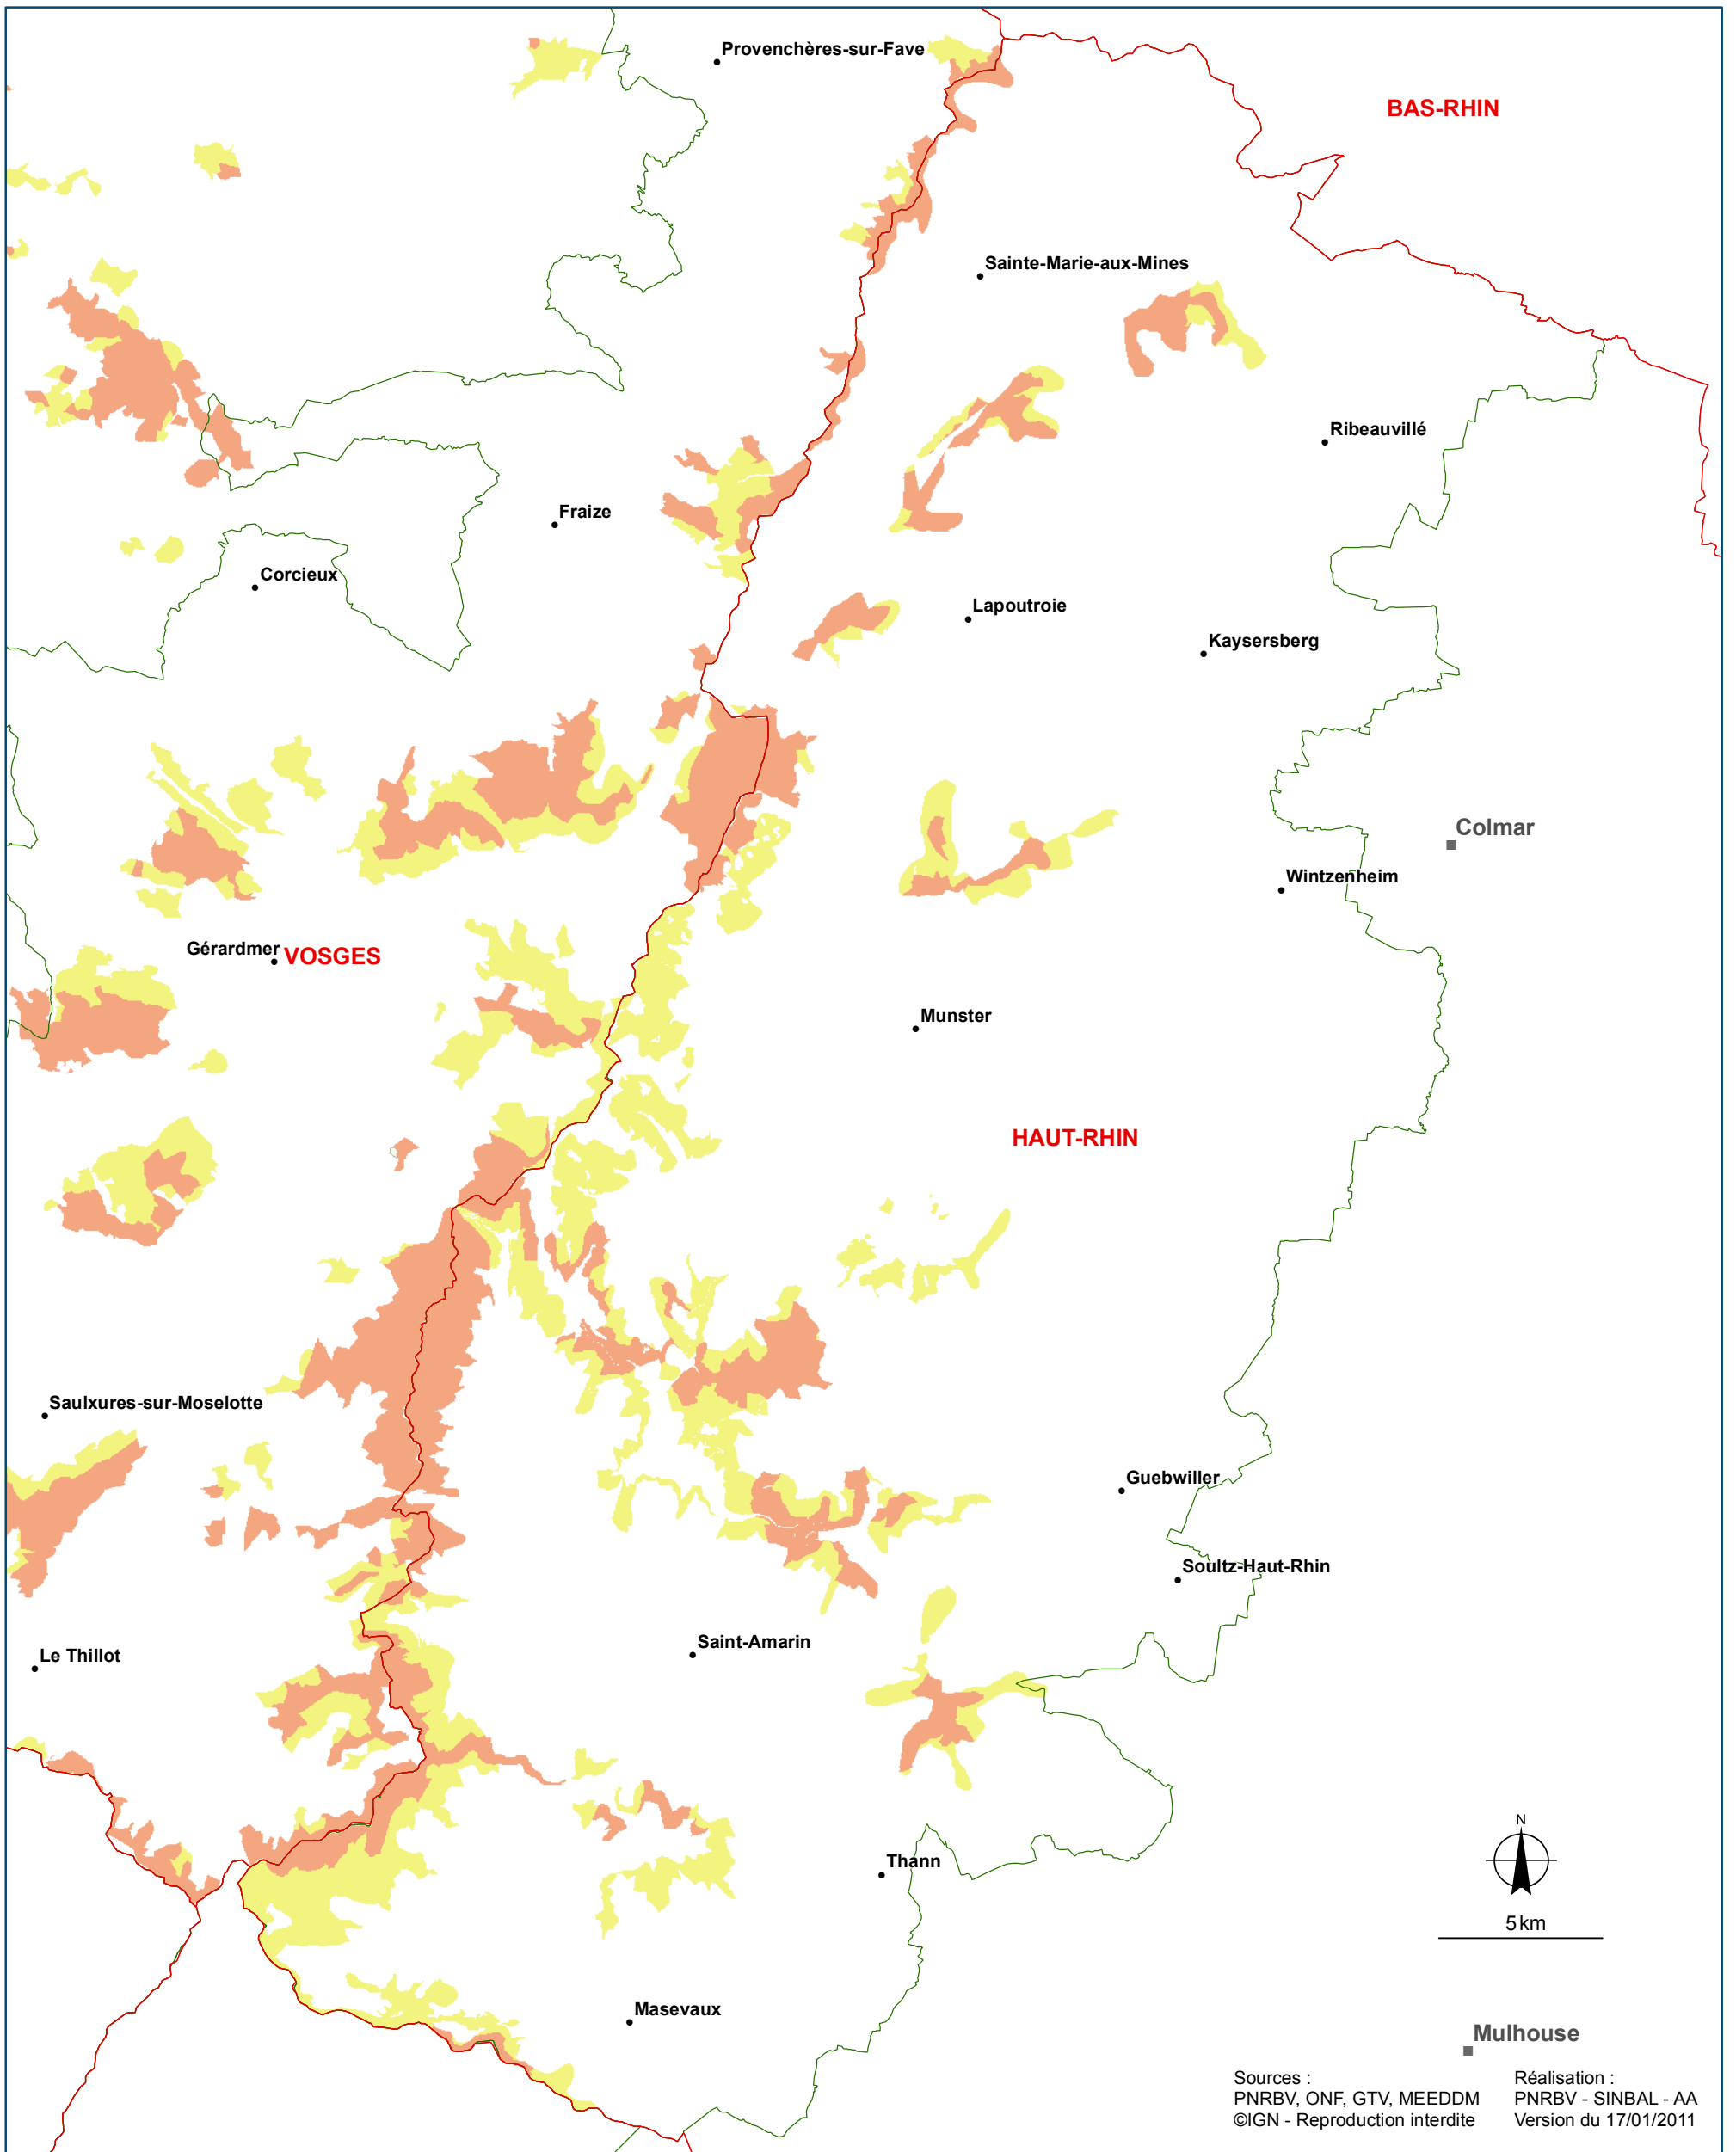 Provenchères-sur-Fave
BAS-RHIN
Sainte-Marie-aux-Mines
Ribeauvillé
Fraize
Corcieux
Lapoutroie
Kaysersberg
Colmar
Wintzenheim
Gérardmer
VOSGES
Munster
HAUT-RHIN
Saulxures-sur-Moselotte
Guebwiller
Soultz-Haut-Rhin
Saint-Amarin
Le Thillot
Thann
N
5 km
Masevaux
Mulhouse
Sources :
PNRBV, ONF, GTV, MEEDDM
©IGN - Reproduction interdite
Réalisation :
PNRBV - SINBAL - AA
Version du 17/01/2011